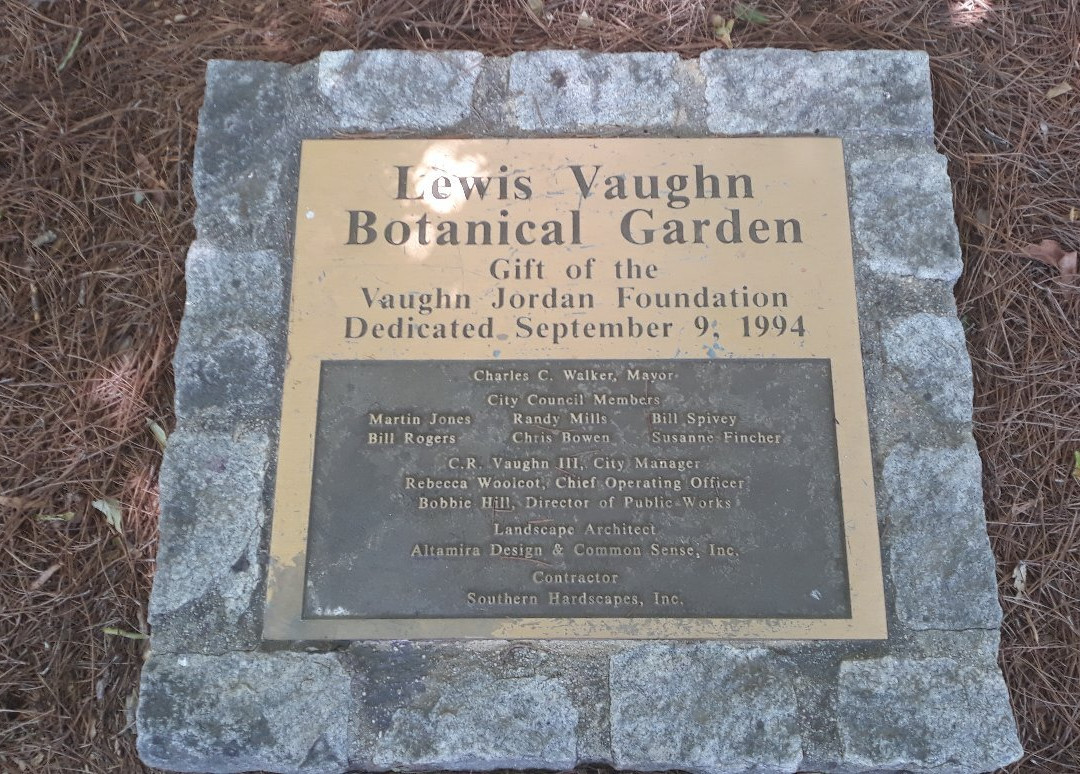 Lewis Vaughn
Botanical Garden
Gift of the
Vaughn Jordan Foundation
Dedicated September 9, 1994
Charles C. Walker, Mayor
City Council Members
Martin Jones Randy Mills Bill Spivey
Bill Rogers Chris Bowen Susanne Fincher
C.R. Vaughn III, City Manager
Rebecca Woolcot, Chief Operating Officer
Bobbie Hill, Director of Public Works
Landscape Architect
Altamira Design & Common Sense, Inc.
Contractor
Southern Hardscapes, Inc.